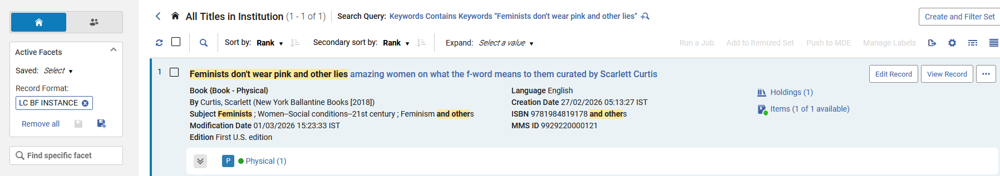 All Titles in Institution (1 - 1 of 1) Search Query: Keywords Contains Keywords "Feminists don't wear pink and other lies"
Create and Filter Set
Sort by: Rank Secondary sort by: Rank Expand: Select a value
Run a Job Add to Itemized Set Push to MDE Manage Labels
Active Facets
Saved: Select
Record Format:
LC BF INSTANCE
Remove all
Find specific facet
1 Feminists don't wear pink and other lies amazing women on what the f-word means to them curated by Scarlett Curtis
Edit Record View Record
Book {Book - Physical}
By Curtis, Scarlett (New York Ballantine Books [2018])
Subject Feminists ; Women--Social conditions--21st century ; Feminism and others
Modification Date 01/03/2026 15:23:33 IST
Edition First U.S. edition
Language English
Creation Date 27/02/2026 05:13:27 IST
ISBN 9781984819178 and others
MMS ID 9929220000121
Holdings (1)
Items (1 of 1 available)
P Physical (1)